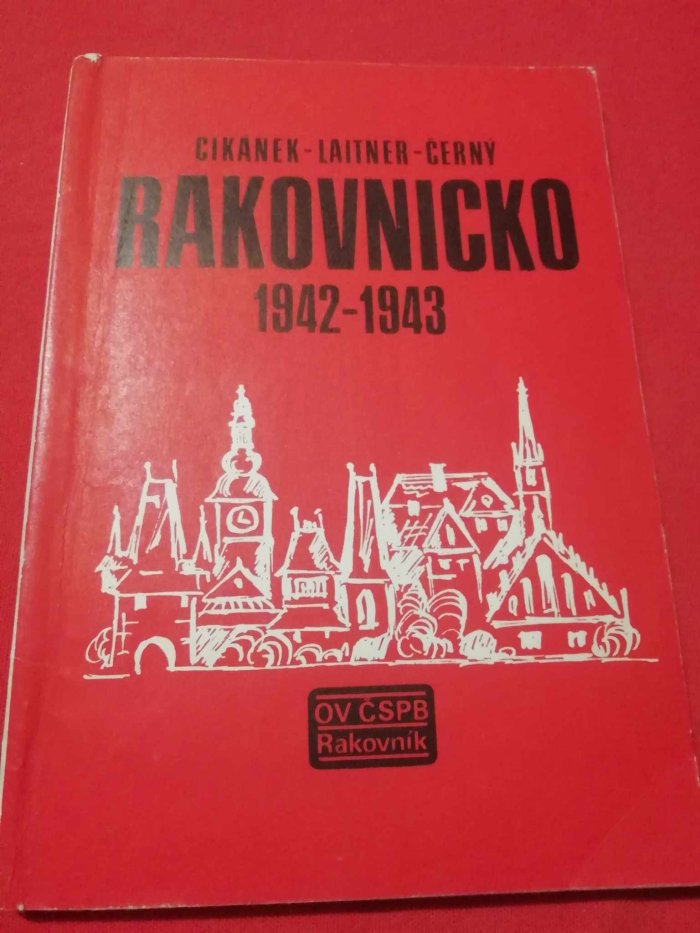 CIKÁNEK-LAITNER-ČERNÝ
RAKOVNICKO
1942-1943
OV ČSPB
Rakovník